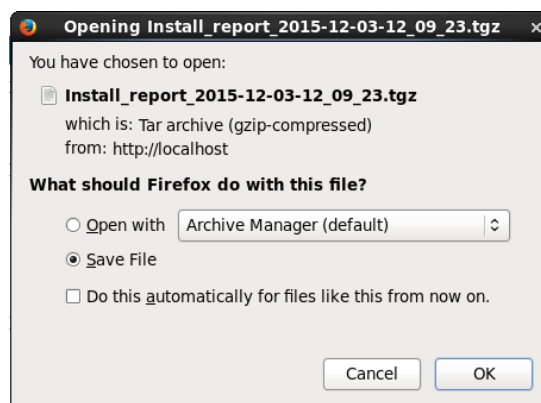 Opening Install_report_2015-12-03-12_09_23.tgz
You have chosen to open:
Install_report_2015-12-03-12_09_23.tgz
which is: Tar archive (gzip-compressed)
from: http://localhost
What should Firefox do with this file?
Open with Archive Manager (default)
Save File
Do this automatically for files like this from now on.
Cancel OK